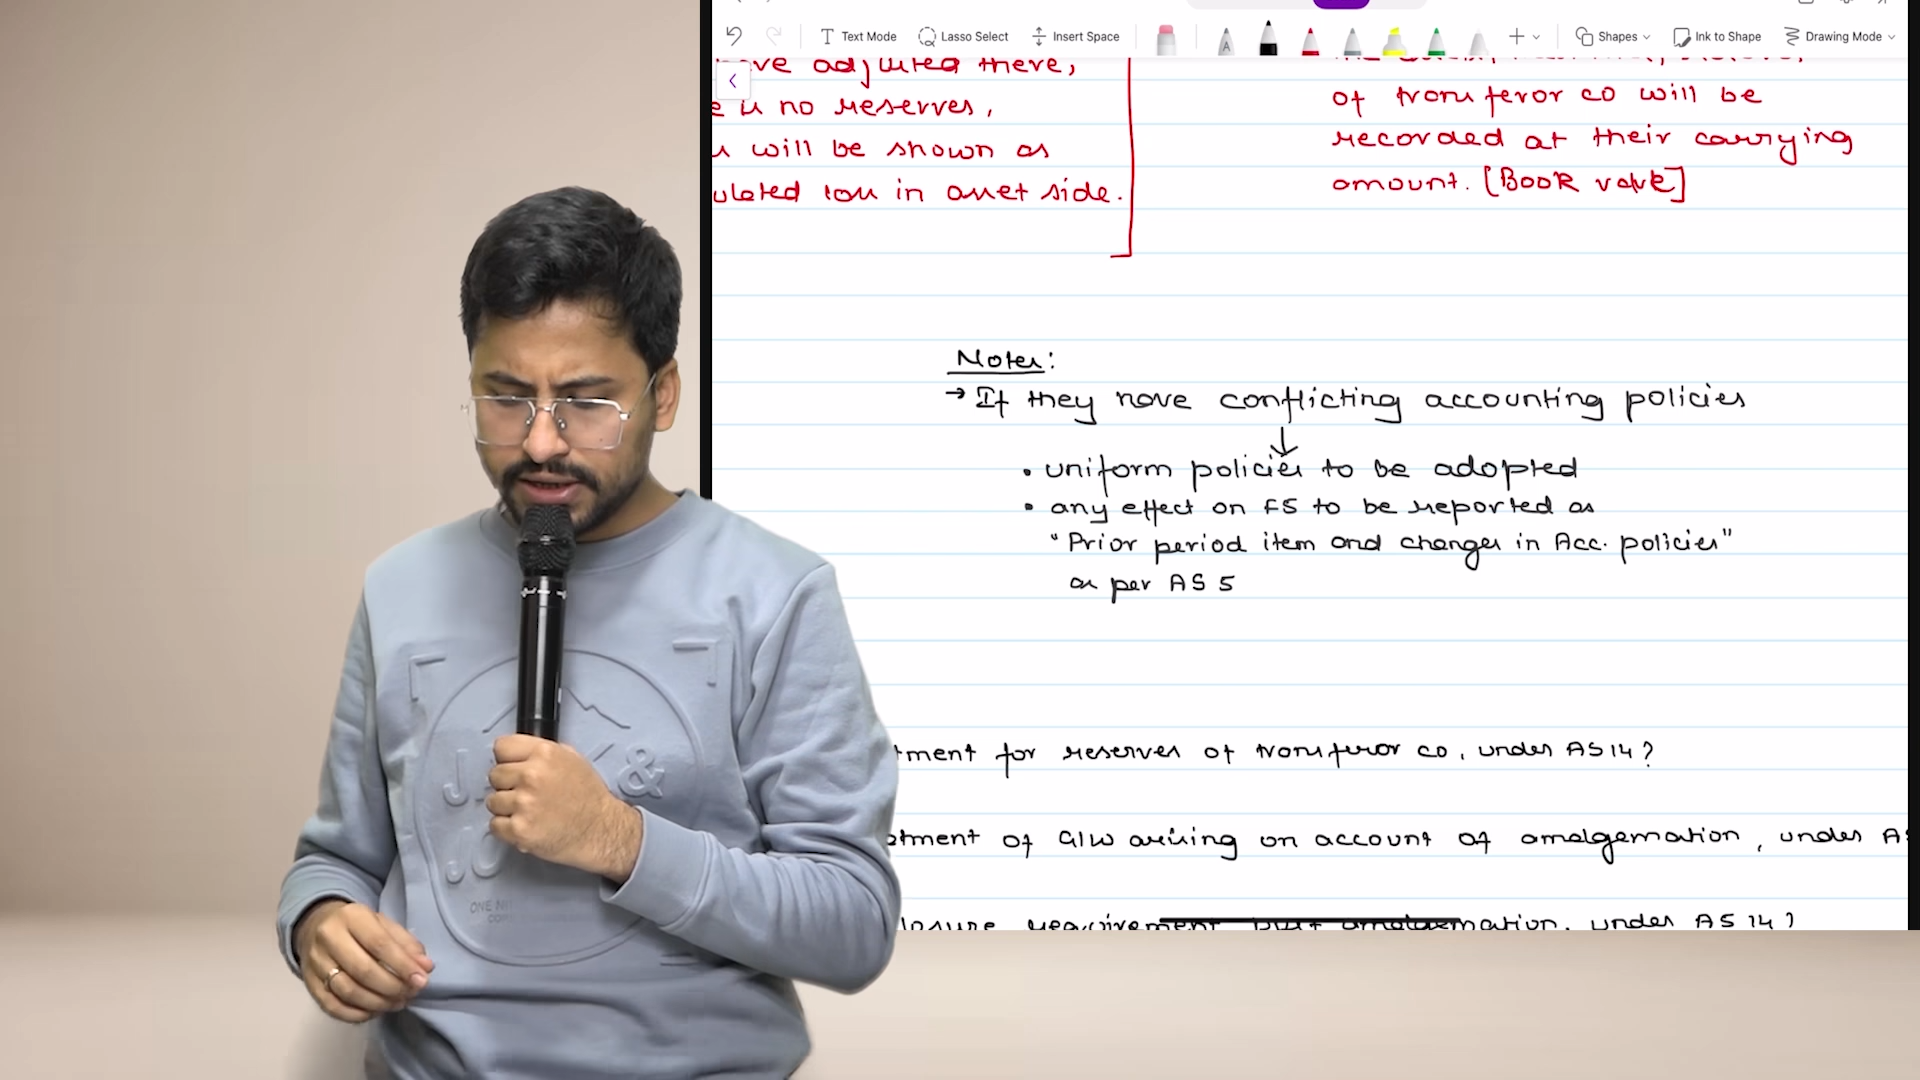 Text Mode
Lasso Select
Insert Space
Shapes
Ink to Shape
Drawing Mode
adjusted there,
is no reserves,
will be shown as
loss in asset side.
of transferor co will be
recorded at their carrying
amount. [Book value]
Notes:
→ If they have conflicting accounting policies
• uniform policies to be adopted
• any effect on FS to be reported as
"Prior period item and changes in Acc. policies"
as per AS 5
for reserves of transferor co, under AS 14?
of G/W arising on account of amalgamation, under
requirement post amalgamation, under AS 14?
J
&
JO